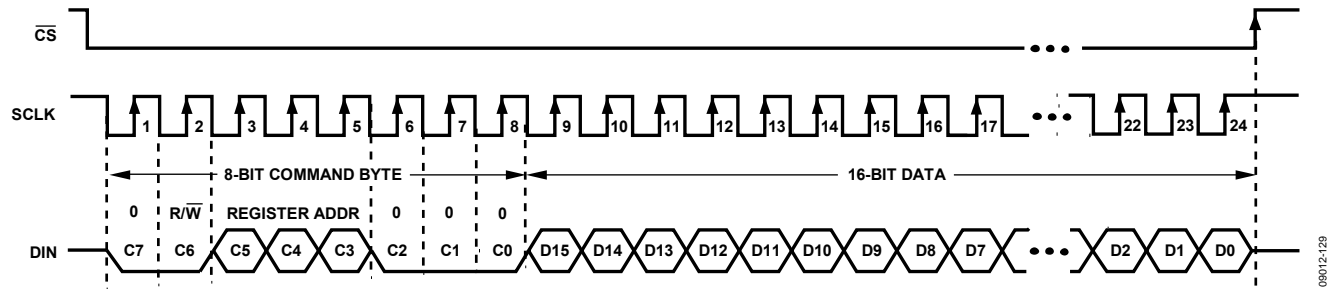 CS
SCLK
1 2 3 4 5 6 7 8 9 10 11 12 13 14 15 16 17 22 23 24
8-BIT COMMAND BYTE 16-BIT DATA
0 R/W REGISTER ADDR 0 0 0
DIN C7 C6 C5 C4 C3 C2 C1 C0 D15 D14 D13 D12 D11 D10 D9 D8 D7 D2 D1 D0
09012-129